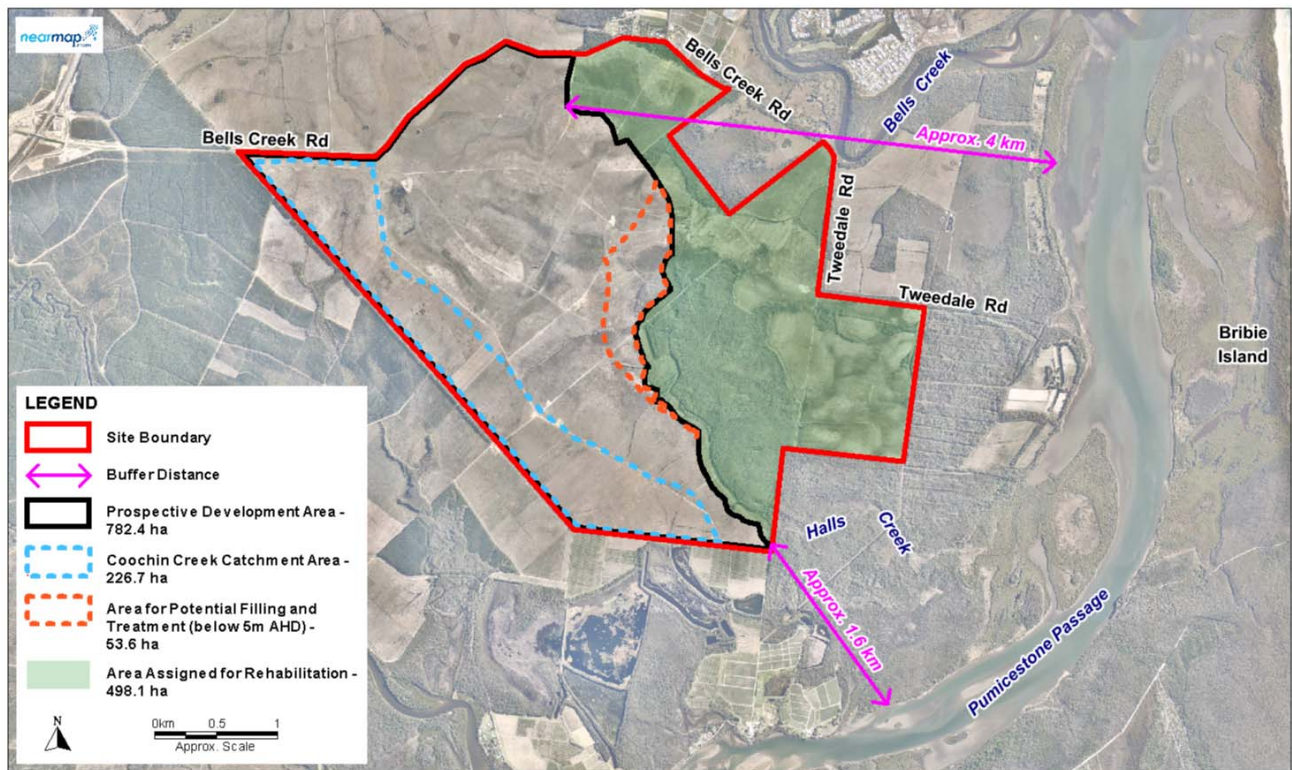 nearmap.com
Bells Creek Rd
Bells Creek
Approx. 4 km
Bells Creek Rd
Tweedale Rd
Tweedale Rd
Bribie
Island
Halls Creek
Approx. 1.6 km
Pumicestone Passage
LEGEND
Site Boundary
Buffer Distance
Prospective Development Area -
782.4 ha
Coochin Creek Catchment Area -
226.7 ha
Area for Potential Filling and
Treatment (below 5m AHD) -
53.6 ha
Area Assigned for Rehabilitation -
498.1 ha
N
0km 0.5 1
Approx. Scale